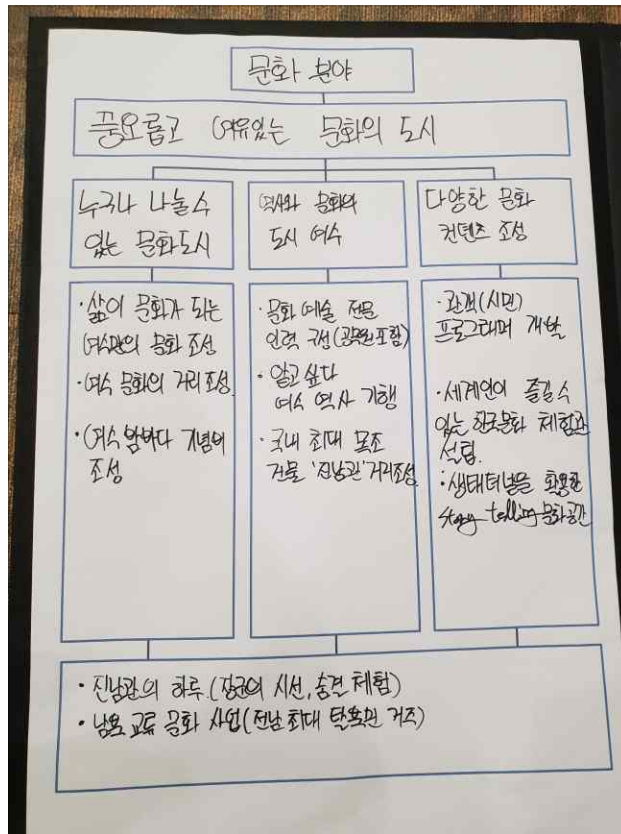 문화 분야
풍요롭고 여유있는 문화의 도시
누구나 나눌 수
있는 문화도시
역사와 문화의
도시 여수
다양한 문화
컨텐츠 조성
·삶이 문화가 되는
여수만의 문화 조성
·여수 문화의 거리 조성
·여수 밤바다 기념비
조성
·문화 예술 전문
인력 구성(공무원 포함)
·알고 싶다
여수 역사 기행
·국내 최대 목조
건물 '진남관' 거리조성.
·관객(시민)
프로그래머 개발
·세계인이 즐길 수
있는 한국문화 체험관
설립.
·생태터널을 활용한
story telling 문화공간
·진남관의 하루 (장군의 시선, 숨결 체험)
·남북 교류 문화 사업(전남 최대 탈북민 거주)